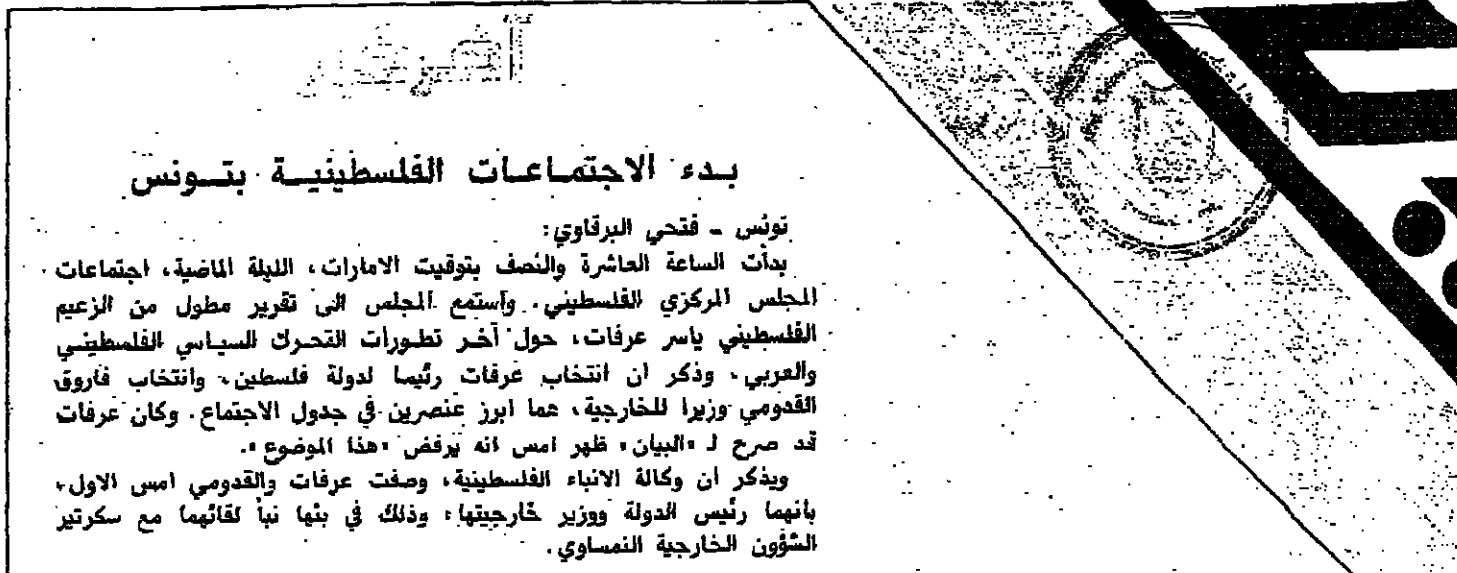 بدء الاجتماعات الفلسطينية بتونس
تونس - فتحي البرقاوي:
بدأت الساعة العاشرة والنصف بتوقيت الامارات، الليلة الماضية، اجتماعات
المجلس المركزي الفلسطيني. واستمع المجلس الى تقرير مطول من الزعيم
الفلسطيني ياسر عرفات، حول آخر تطورات التحرك السياسي الفلسطيني
والعربي، وذكر ان انتخاب عرفات رئيسا لدولة فلسطين، وانتخاب فاروق
القدومي وزيرا للخارجية، هما ابرز عنصرين في جدول الاجتماع. وكان عرفات
قد صرح لـ «البيان» ظهر امس انه يرفض «هذا الموضوع».
ويذكر ان وكالة الانباء الفلسطينية، وصفت عرفات والقدومي امس الاول،
بأنهما رئيس الدولة ووزير خارجيتها، وذلك في بثها نبأ لقائهما مع سكرتير
الشؤون الخارجية النمساوي.